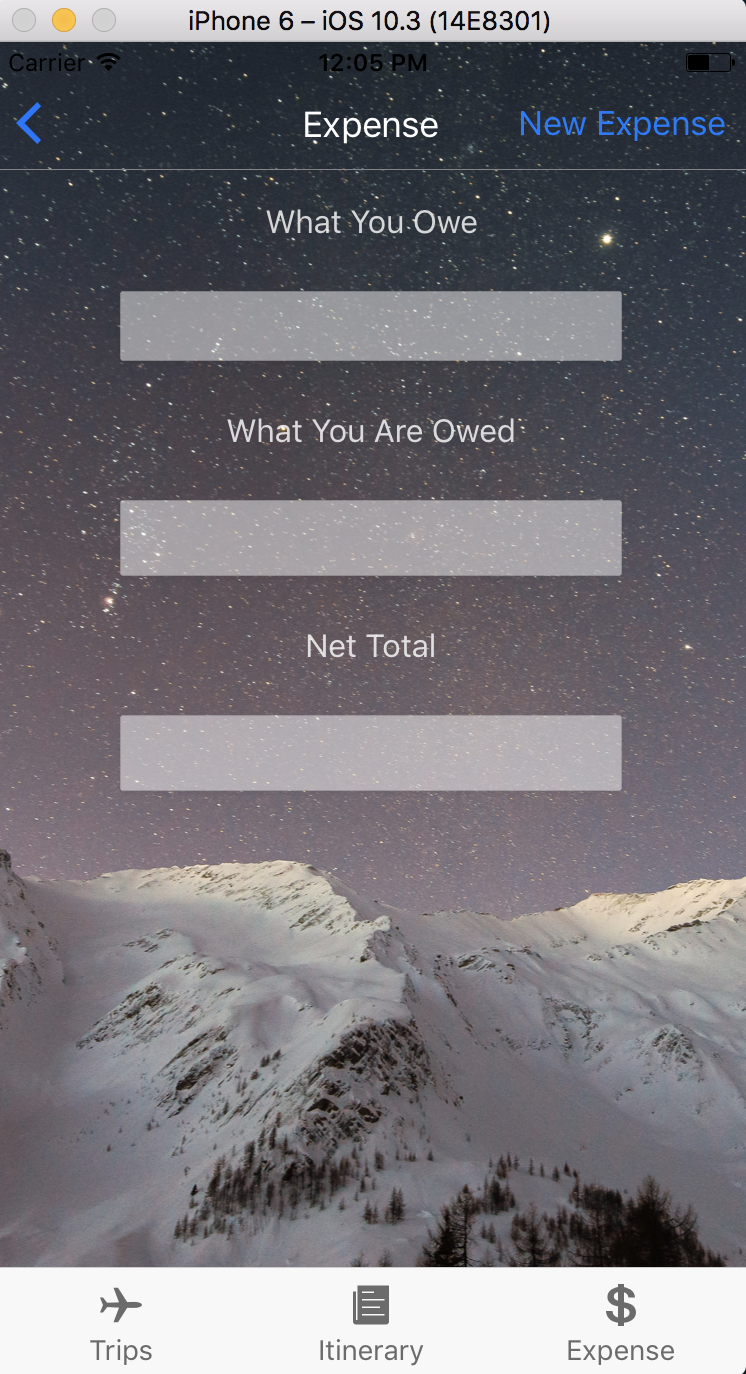 iPhone 6 – iOS 10.3 (14E8301)
Carrier 12:05 PM
Expense New Expense
What You Owe
What You Are Owed
Net Total
Trips Itinerary Expense